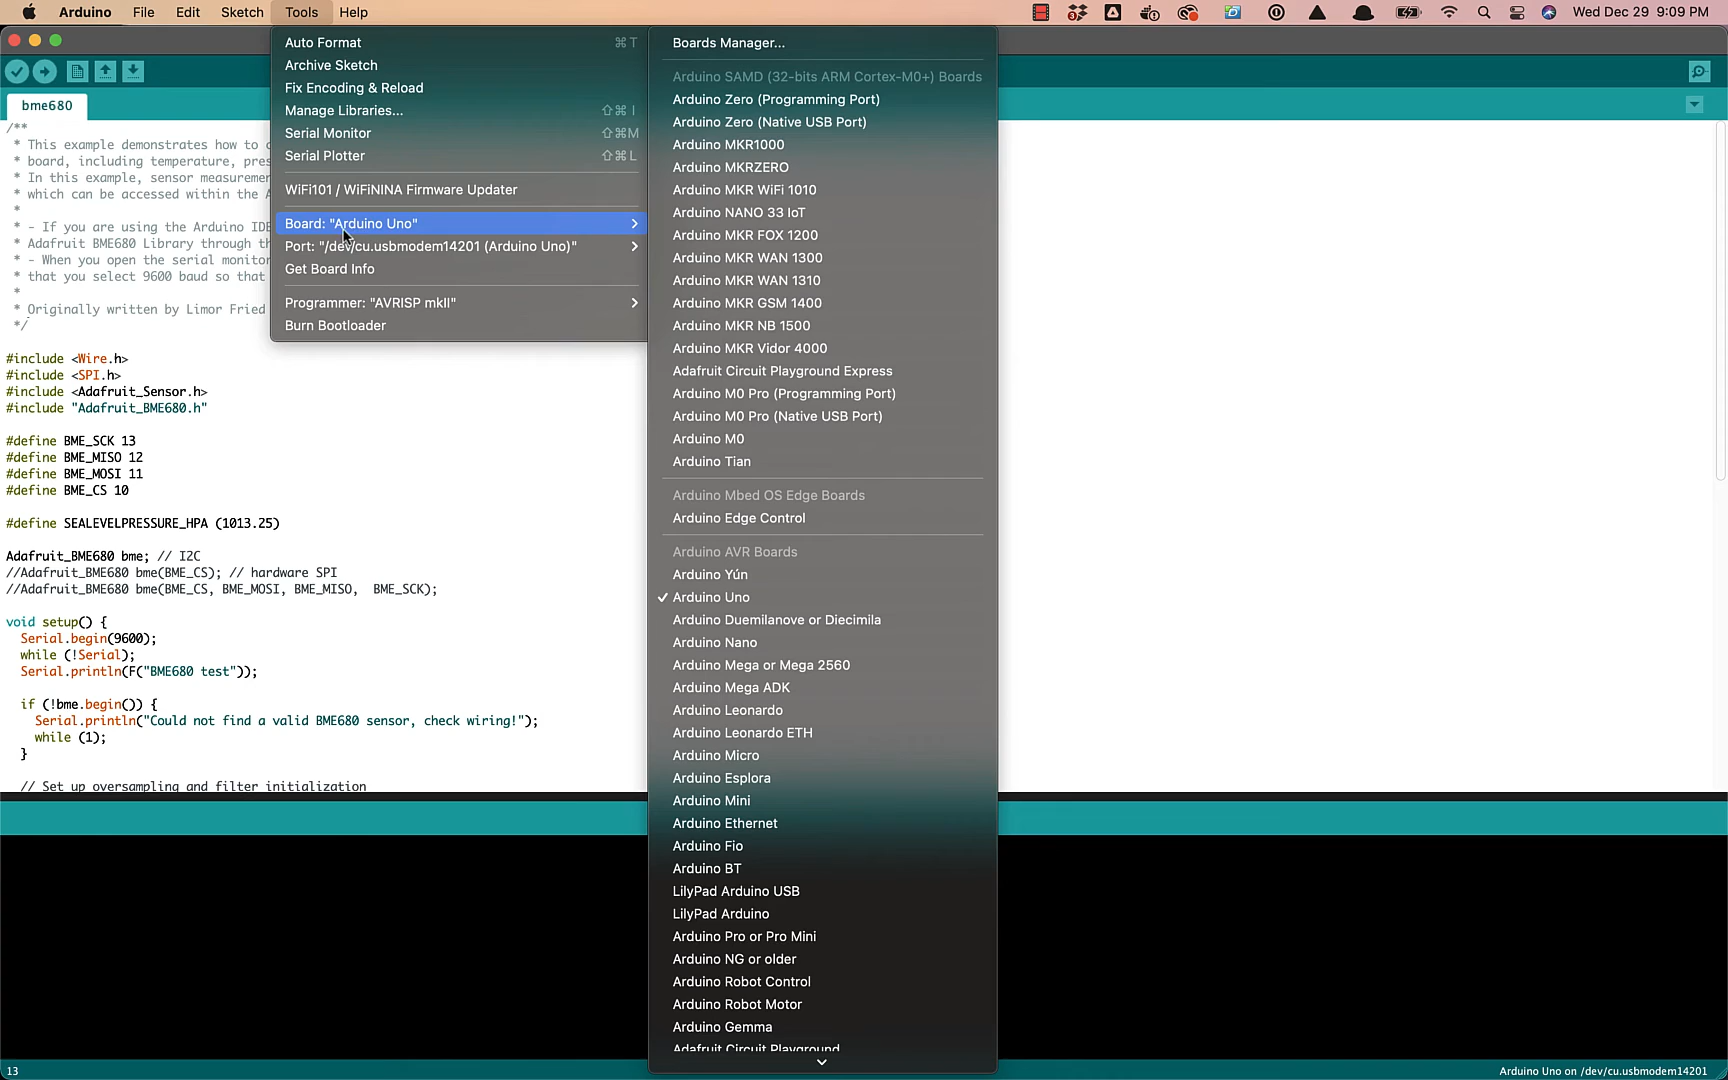 Arduino File Edit Sketch Tools Help
Wed Dec 29 9:09 PM
bme680
/**
* This example demonstrates how to
* board, including temperature, pres
* In this example, sensor measuremen
* which can be accessed within the A
*
* - If you are using the Arduino IDE
* Adafruit BME680 Library through th
* - When you open the serial monitor
* that you select 9600 baud so that
*
* Originally written by Limor Fried
*/
#include <Wire.h>
#include <SPI.h>
#include <Adafruit_Sensor.h>
#include "Adafruit_BME680.h"
#define BME_SCK 13
#define BME_MISO 12
#define BME_MOSI 11
#define BME_CS 10
#define SEALEVELPRESSURE_HPA (1013.25)
Adafruit_BME680 bme; // I2C
//Adafruit_BME680 bme(BME_CS); // hardware SPI
//Adafruit_BME680 bme(BME_CS, BME_MOSI, BME_MISO,  BME_SCK);
void setup() {
Serial.begin(9600);
while (!Serial);
Serial.println(F("BME680 test"));
if (!bme.begin()) {
Serial.println("Could not find a valid BME680 sensor, check wiring!");
while (1);
}
// Set up oversampling and filter initialization
Auto Format ⌘T
Archive Sketch
Fix Encoding & Reload
Manage Libraries... ⇧⌘I
Serial Monitor ⇧⌘M
Serial Plotter ⇧⌘L
WiFi101 / WiFiNINA Firmware Updater
Board: "Arduino Uno"
Port: "/dev/cu.usbmodem14201 (Arduino Uno)"
Get Board Info
Programmer: "AVRISP mkII"
Burn Bootloader
Boards Manager...
Arduino SAMD (32-bits ARM Cortex-M0+) Boards
Arduino Zero (Programming Port)
Arduino Zero (Native USB Port)
Arduino MKR1000
Arduino MKRZERO
Arduino MKR WiFi 1010
Arduino NANO 33 IoT
Arduino MKR FOX 1200
Arduino MKR WAN 1300
Arduino MKR WAN 1310
Arduino MKR GSM 1400
Arduino MKR NB 1500
Arduino MKR Vidor 4000
Adafruit Circuit Playground Express
Arduino M0 Pro (Programming Port)
Arduino M0 Pro (Native USB Port)
Arduino M0
Arduino Tian
Arduino Mbed OS Edge Boards
Arduino Edge Control
Arduino AVR Boards
Arduino Yún
✓ Arduino Uno
Arduino Duemilanove or Diecimila
Arduino Nano
Arduino Mega or Mega 2560
Arduino Mega ADK
Arduino Leonardo
Arduino Leonardo ETH
Arduino Micro
Arduino Esplora
Arduino Mini
Arduino Ethernet
Arduino Fio
Arduino BT
LilyPad Arduino USB
LilyPad Arduino
Arduino Pro or Pro Mini
Arduino NG or older
Arduino Robot Control
Arduino Robot Motor
Arduino Gemma
Adafruit Circuit Playground
13
Arduino Uno on /dev/cu.usbmodem14201